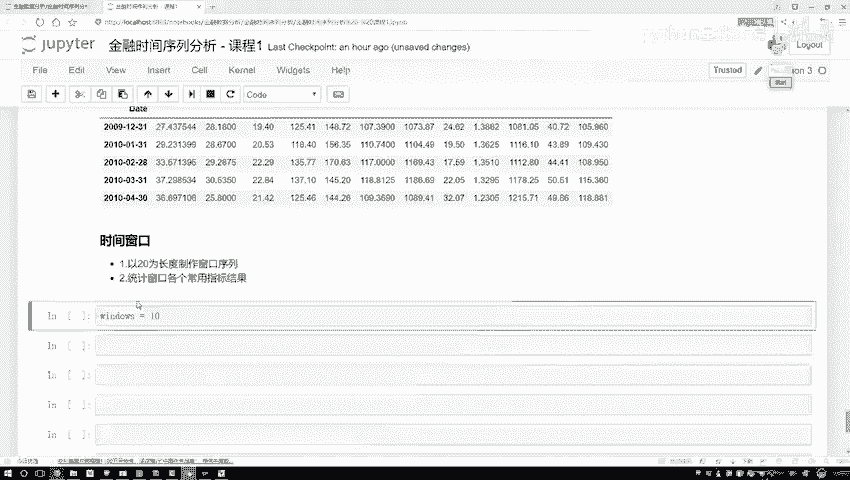 jupyter 金融时间序列分析 - 课程1 Last Checkpoint: an hour ago (unsaved changes)
Logout
File Edit View Insert Cell Kernel Widgets Help
Trusted
Code
Start
Date
2009-12-31 27.437544 28.1800 19.40 125.41 148.72 107.3900 1073.87 24.62 1.3862 1081.05 40.72 105.960
2010-01-31 29.231399 28.6700 20.53 118.40 156.35 110.7400 1104.49 19.50 1.3625 1116.10 43.89 109.430
2010-02-28 33.571395 29.2875 22.29 135.77 170.63 117.0000 1169.43 17.59 1.3510 1112.80 44.41 108.950
2010-03-31 37.298534 30.5350 22.84 137.10 145.20 118.8125 1186.69 22.05 1.3295 1178.25 50.51 115.360
2010-04-30 36.697106 25.8000 21.42 125.46 144.26 109.3690 1089.41 32.07 1.2305 1215.71 49.86 118.881
时间窗口
1.以20为长度制作窗口序列
2.统计窗口各个常用指标结果
In [ ]: windows = 10
In [ ]:
In [ ]:
In [ ]:
In [ ]: